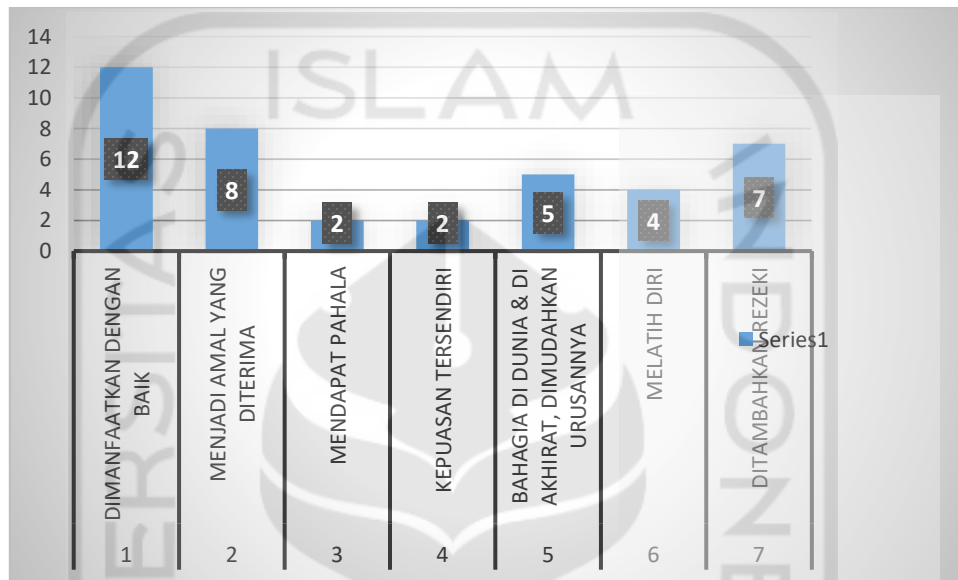 14
12
10
8
6
4
2
0
12
8
2
2
5
4
7
DIMANFAATKAN DENGAN
BAIK
MENJADI AMAL YANG
DITERIMA
MENDAPAT PAHALA
KEPUASAN TERSENDIRI
BAHAGIA DI DUNIA & DI
AKHIRAT, DIMUDAHKAN
URUSANNYA
MELATIH DIRI
DITAMBAHKAN REZEKI
1
2
3
4
5
6
7
Series1
ISLAM
ERSITAS
INDONE